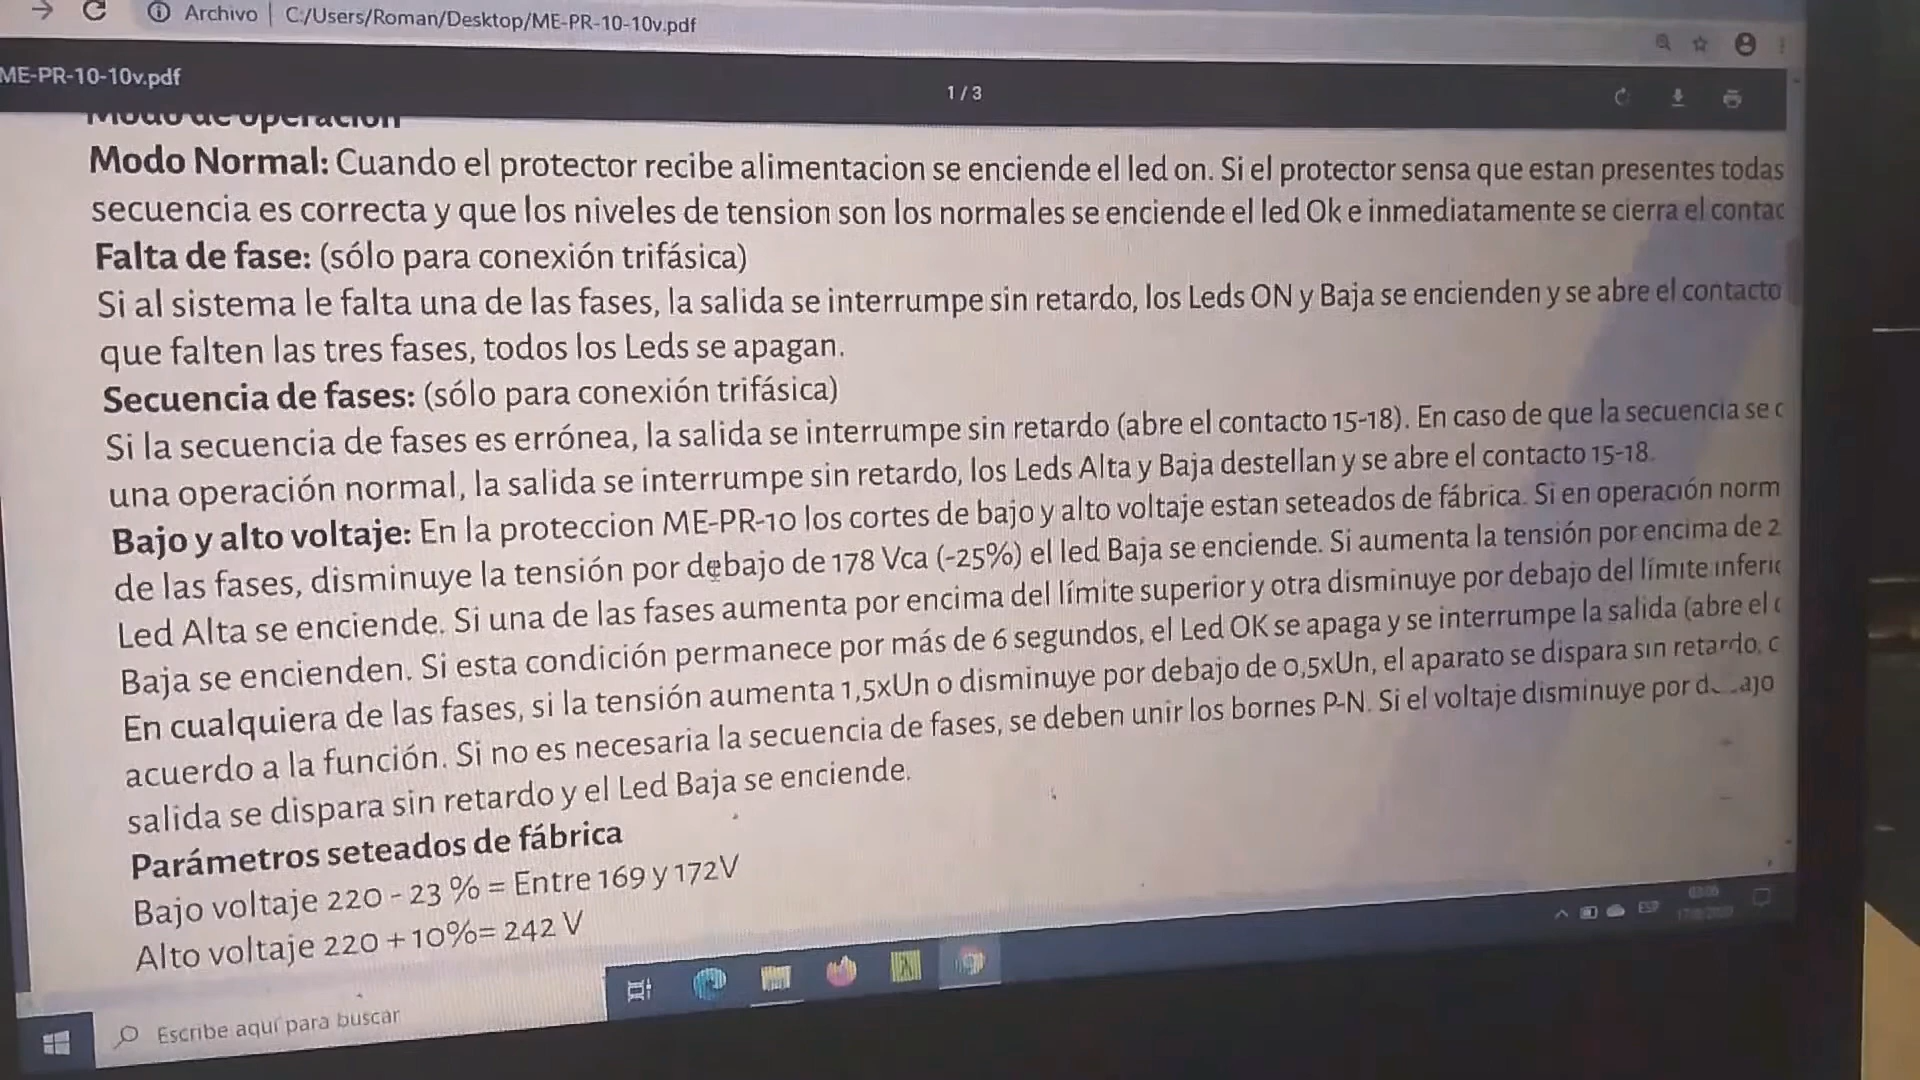 Archivo | C:/Users/Roman/Desktop/ME-PR-10-10v.pdf
ME-PR-10-10v.pdf
1 / 3
Modo de operación
Modo Normal: Cuando el protector recibe alimentacion se enciende el led on. Si el protector sensa que estan presentes todas
secuencia es correcta y que los niveles de tension son los normales se enciende el led Ok e inmediatamente se cierra el contac
Falta de fase: (sólo para conexión trifásica)
Si al sistema le falta una de las fases, la salida se interrumpe sin retardo, los Leds ON y Baja se encienden y se abre el contacto
que falten las tres fases, todos los Leds se apagan.
Secuencia de fases: (sólo para conexión trifásica)
Si la secuencia de fases es errónea, la salida se interrumpe sin retardo (abre el contacto 15-18). En caso de que la secuencia se c
una operación normal, la salida se interrumpe sin retardo, los Leds Alta y Baja destellan y se abre el contacto 15-18.
Bajo y alto voltaje: En la proteccion ME-PR-10 los cortes de bajo y alto voltaje estan seteados de fábrica. Si en operación norm
de las fases, disminuye la tensión por debajo de 178 Vca (-25%) el led Baja se enciende. Si aumenta la tensión por encima de 2
Led Alta se enciende. Si una de las fases aumenta por encima del límite superior y otra disminuye por debajo del límite inferic
Baja se encienden. Si esta condición permanece por más de 6 segundos, el Led OK se apaga y se interrumpe la salida (abre el c
En cualquiera de las fases, si la tensión aumenta 1,5xUn o disminuye por debajo de 0,5xUn, el aparato se dispara sin retardo, c
acuerdo a la función. Si no es necesaria la secuencia de fases, se deben unir los bornes P-N. Si el voltaje disminuye por debajo
salida se dispara sin retardo y el Led Baja se enciende.
Parámetros seteados de fábrica
Bajo voltaje 220 - 23 % = Entre 169 y 172V
Alto voltaje 220 + 10%= 242 V
ESP
03:05
Escribe aquí para buscar